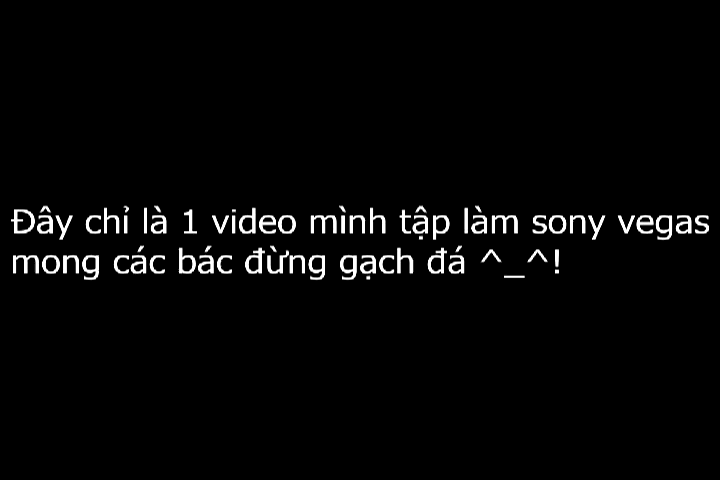 Đây chỉ là 1 video mình tập làm sony vegas
mong các bác đừng gạch đá ^_^!